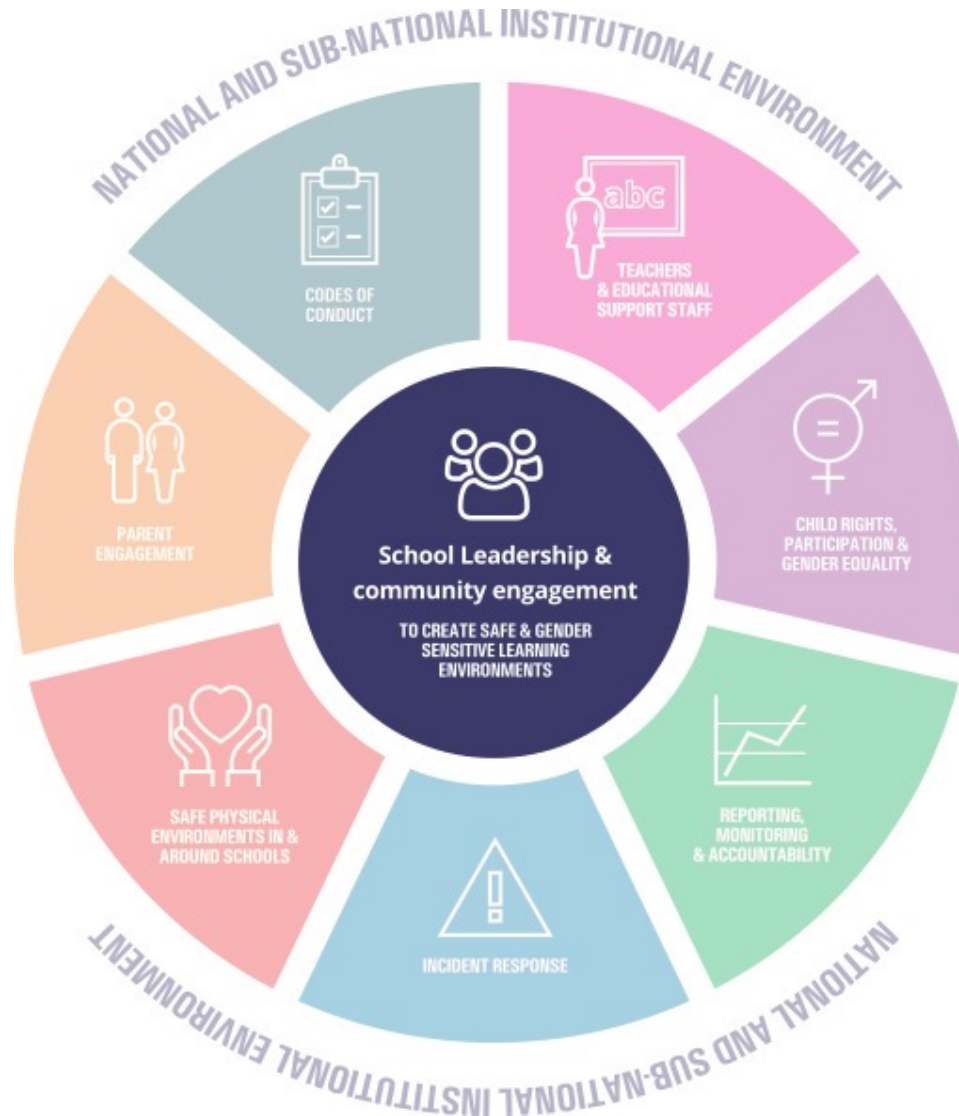 NATIONAL AND SUB-NATIONAL INSTITUTIONAL ENVIRONMENT
CODES OF
CONDUCT
abc
TEACHERS
& EDUCATIONAL
SUPPORT STAFF
PARENT
ENGAGEMENT
School Leadership &
community engagement
TO CREATE SAFE & GENDER
SENSITIVE LEARNING
ENVIRONMENTS
CHILD RIGHTS,
PARTICIPATION &
GENDER EQUALITY
SAFE PHYSICAL
ENVIRONMENTS IN &
AROUND SCHOOLS
INCIDENT RESPONSE
REPORTING,
MONITORING
& ACCOUNTABILITY
NATIONAL AND SUB-NATIONAL INSTITUTIONAL ENVIRONMENT